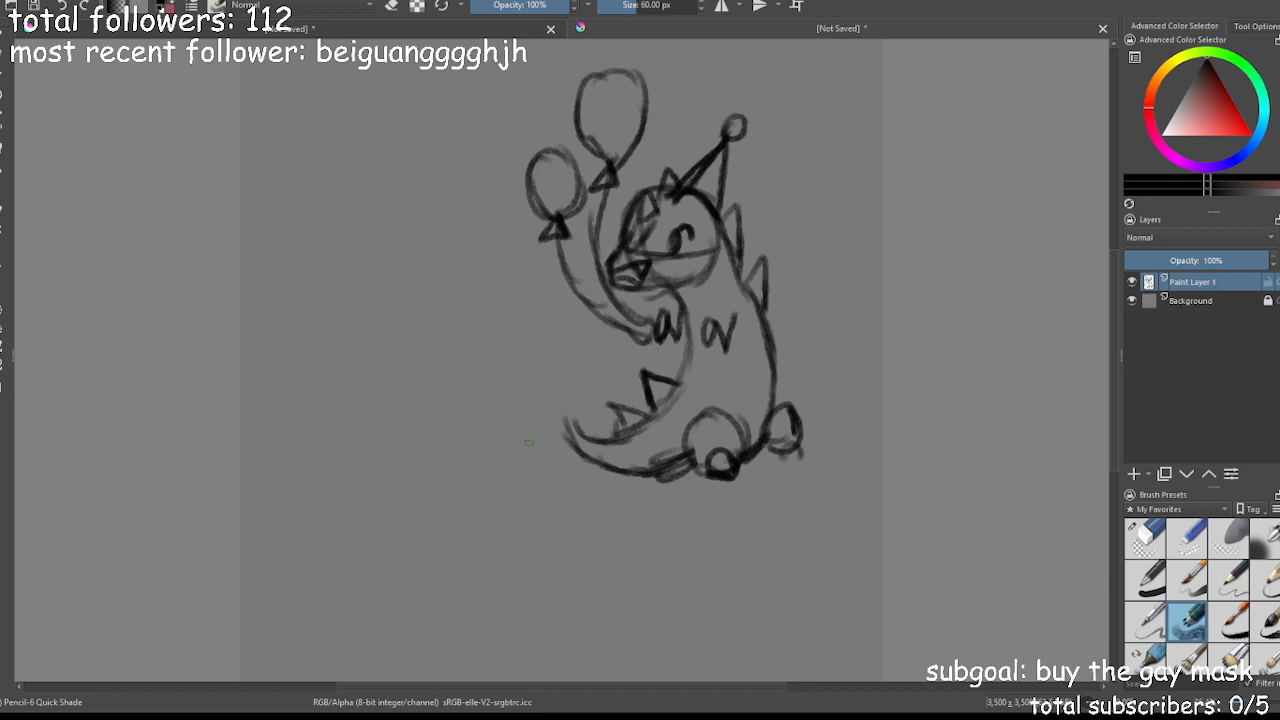 Normal
Opacity: 100%
Size: 60.00 px
total followers: 112
[Not Saved] *
most recent follower: beiguangggghjh
Advanced Color Selector
Tool Options
Advanced Color Selector
Layers
Normal
Opacity: 100%
Paint Layer 1
Background
Brush Presets
My Favorites
Tag
subgoal: buy the gay mask
Filter in
total subscribers: 0/5
Pencil-6 Quick Shade
RGB/Alpha (8-bit integer/channel) sRGB-elle-V2-srgbtrc.icc